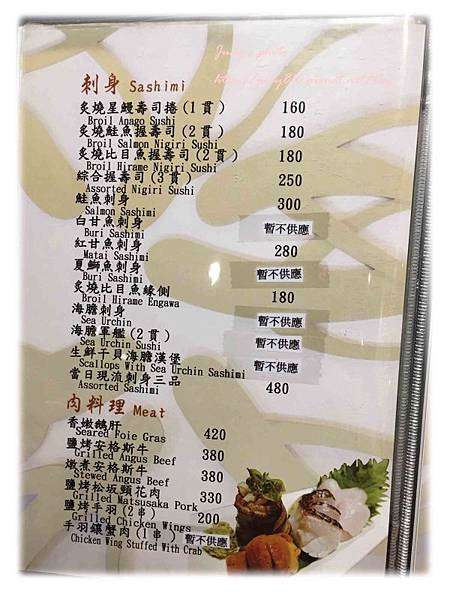 刺身 Sashimi
炙燒星鰻壽司捲(1貫) 160
Broil Anago Sushi
炙燒鮭魚握壽司(2貫) 180
Broil Salmon Nigiri Sushi
炙燒比目魚握壽司(2貫) 180
Broil Hirame Nigiri Sushi
綜合握壽司(3貫) 250
Assorted Nigiri Sushi
鮭魚刺身 300
Salmon Sashimi
白甘魚刺身 暫不供應
Buri Sashimi
紅甘魚刺身 280
Matai Sashimi
夏鰤魚刺身 暫不供應
Buri Sashimi
炙燒比目魚緣側 180
Broil Hirame Engawa
海膽刺身 暫不供應
Sea Urchin
海膽軍艦(2貫) 暫不供應
Sea Urchin Sushi
生鮮干貝海膽漢堡 暫不供應
Scallops With Sea Urchin Sashimi
當日現流刺身三品 480
Assorted Sashimi
肉料理 Meat
香嫩鵝肝 420
Seared Foie Gras
鹽烤安格斯牛 380
Grilled Angus Beef
燉煮安格斯牛 380
Stewed Angus Beef
鹽烤松坂頸花肉 330
Grilled Matsusaka Pork
鹽烤手羽(2串) 200
Grilled Chicken Wings
手羽鑲蟹肉(1串) 暫不供應
Chicken Wing Stuffed With Crab